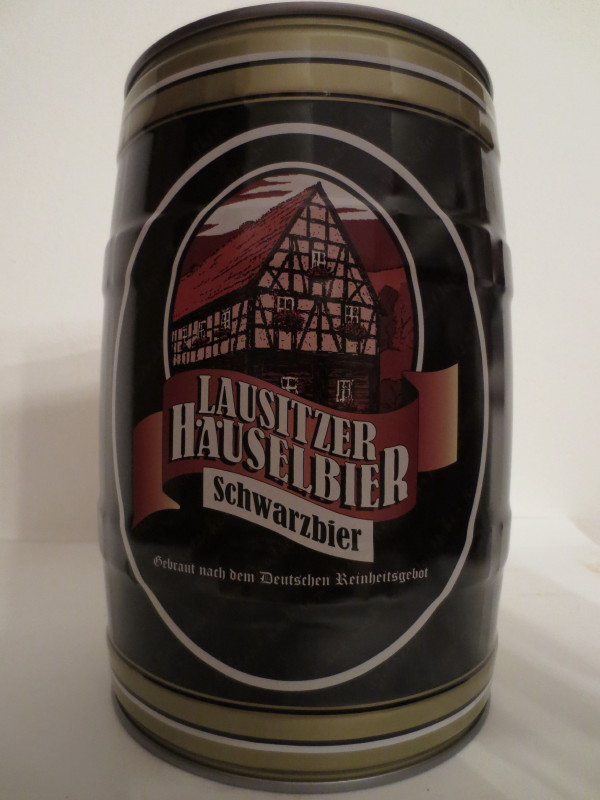 LAUSITZER
HÄUSELBIER
Schwarzbier
Gebraut nach dem Deutschen Reinheitsgebot